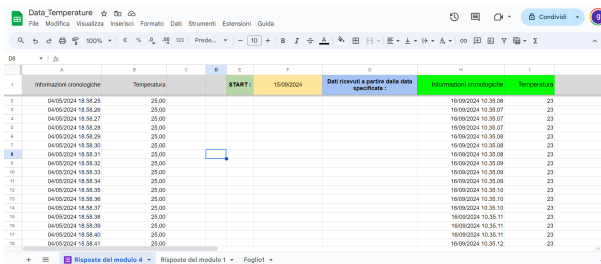 Data_Temperature
File Modifica Visualizza Inserisci Formato Dati Strumenti Estensioni Guida
Condividi
100% € % .0 .00 123 Prede... - 10 + B I A Σ
D8 fx
A B C D E F G H I
1 Informazioni cronologiche Temperatura START : 15/09/2024 Dati ricevuti a partire dalla data specificata : Informazioni cronologiche Temperatura
2 04/05/2024 18.58.25 25,00 16/09/2024 10.35.06 23
3 04/05/2024 18.58.26 25,00 16/09/2024 10.35.07 23
4 04/05/2024 18.58.27 25,00 16/09/2024 10.35.07 23
5 04/05/2024 18.58.28 25,00 16/09/2024 10.35.07 23
6 04/05/2024 18.58.29 25,00 16/09/2024 10.35.08 23
7 04/05/2024 18.58.30 25,00 16/09/2024 10.35.08 23
8 04/05/2024 18.58.31 25,00 16/09/2024 10.35.08 23
9 04/05/2024 18.58.32 25,00 16/09/2024 10.35.09 23
10 04/05/2024 18.58.33 25,00 16/09/2024 10.35.09 23
11 04/05/2024 18.58.34 25,00 16/09/2024 10.35.09 23
12 04/05/2024 18.58.35 25,00 16/09/2024 10.35.10 23
13 04/05/2024 18.58.36 25,00 16/09/2024 10.35.10 23
14 04/05/2024 18.58.37 25,00 16/09/2024 10.35.10 23
15 04/05/2024 18.58.38 25,00 16/09/2024 10.35.11 23
16 04/05/2024 18.58.39 25,00 16/09/2024 10.35.11 23
17 04/05/2024 18.58.40 25,00 16/09/2024 10.35.11 23
18 04/05/2024 18.58.41 25,00 16/09/2024 10.35.12 23
Risposte del modulo 4 Risposte del modulo 1 Foglio1